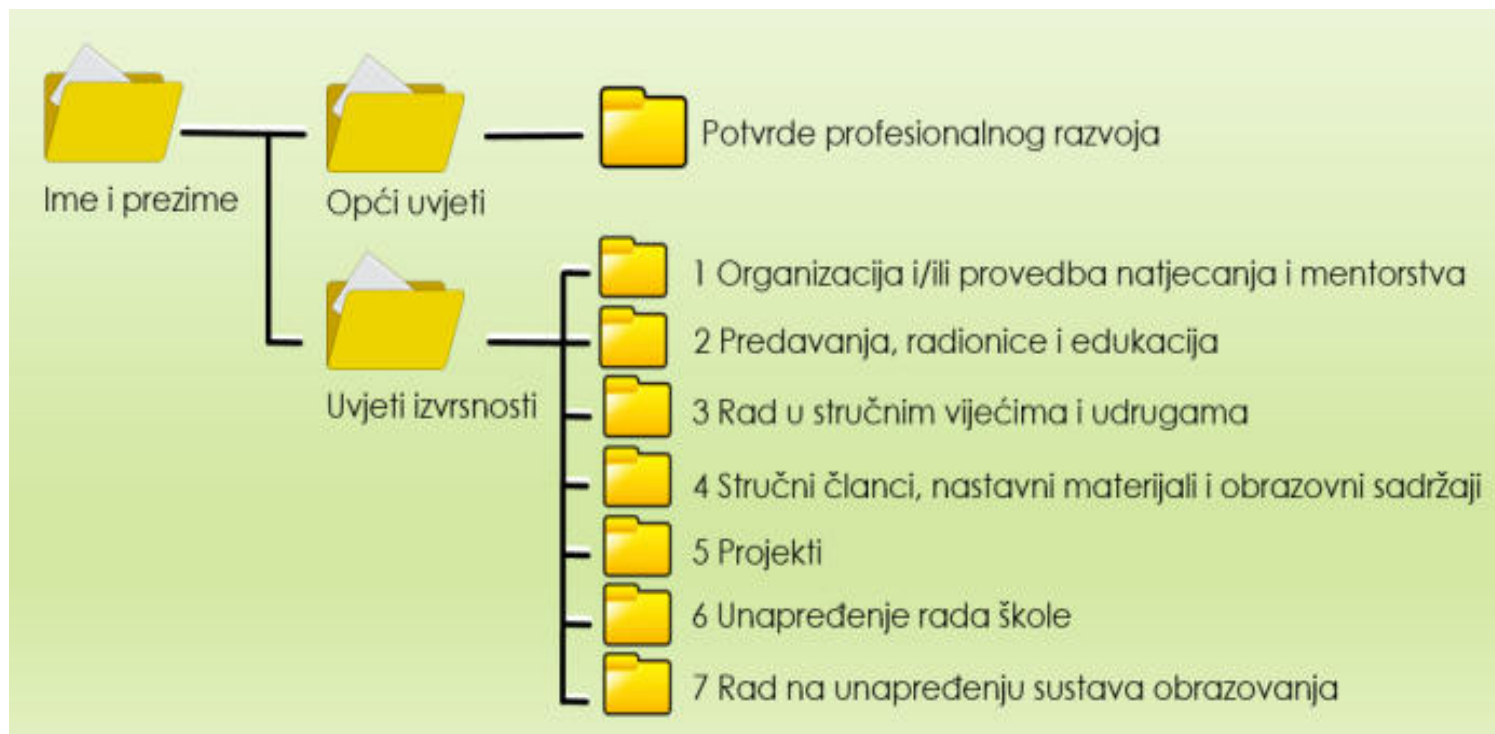 Potvrde profesionalnog razvoja
Ime i prezime
Opći uvjeti
1 Organizacija i/ili provedba natjecanja i mentorstva
2 Predavanja, radionice i edukacija
Uvjeti izvrsnosti
3 Rad u stručnim vijećima i udrugama
4 Stručni članci, nastavni materijali i obrazovni sadržaji
5 Projekti
6 Unapređenje rada škole
7 Rad na unapređenju sustava obrazovanja